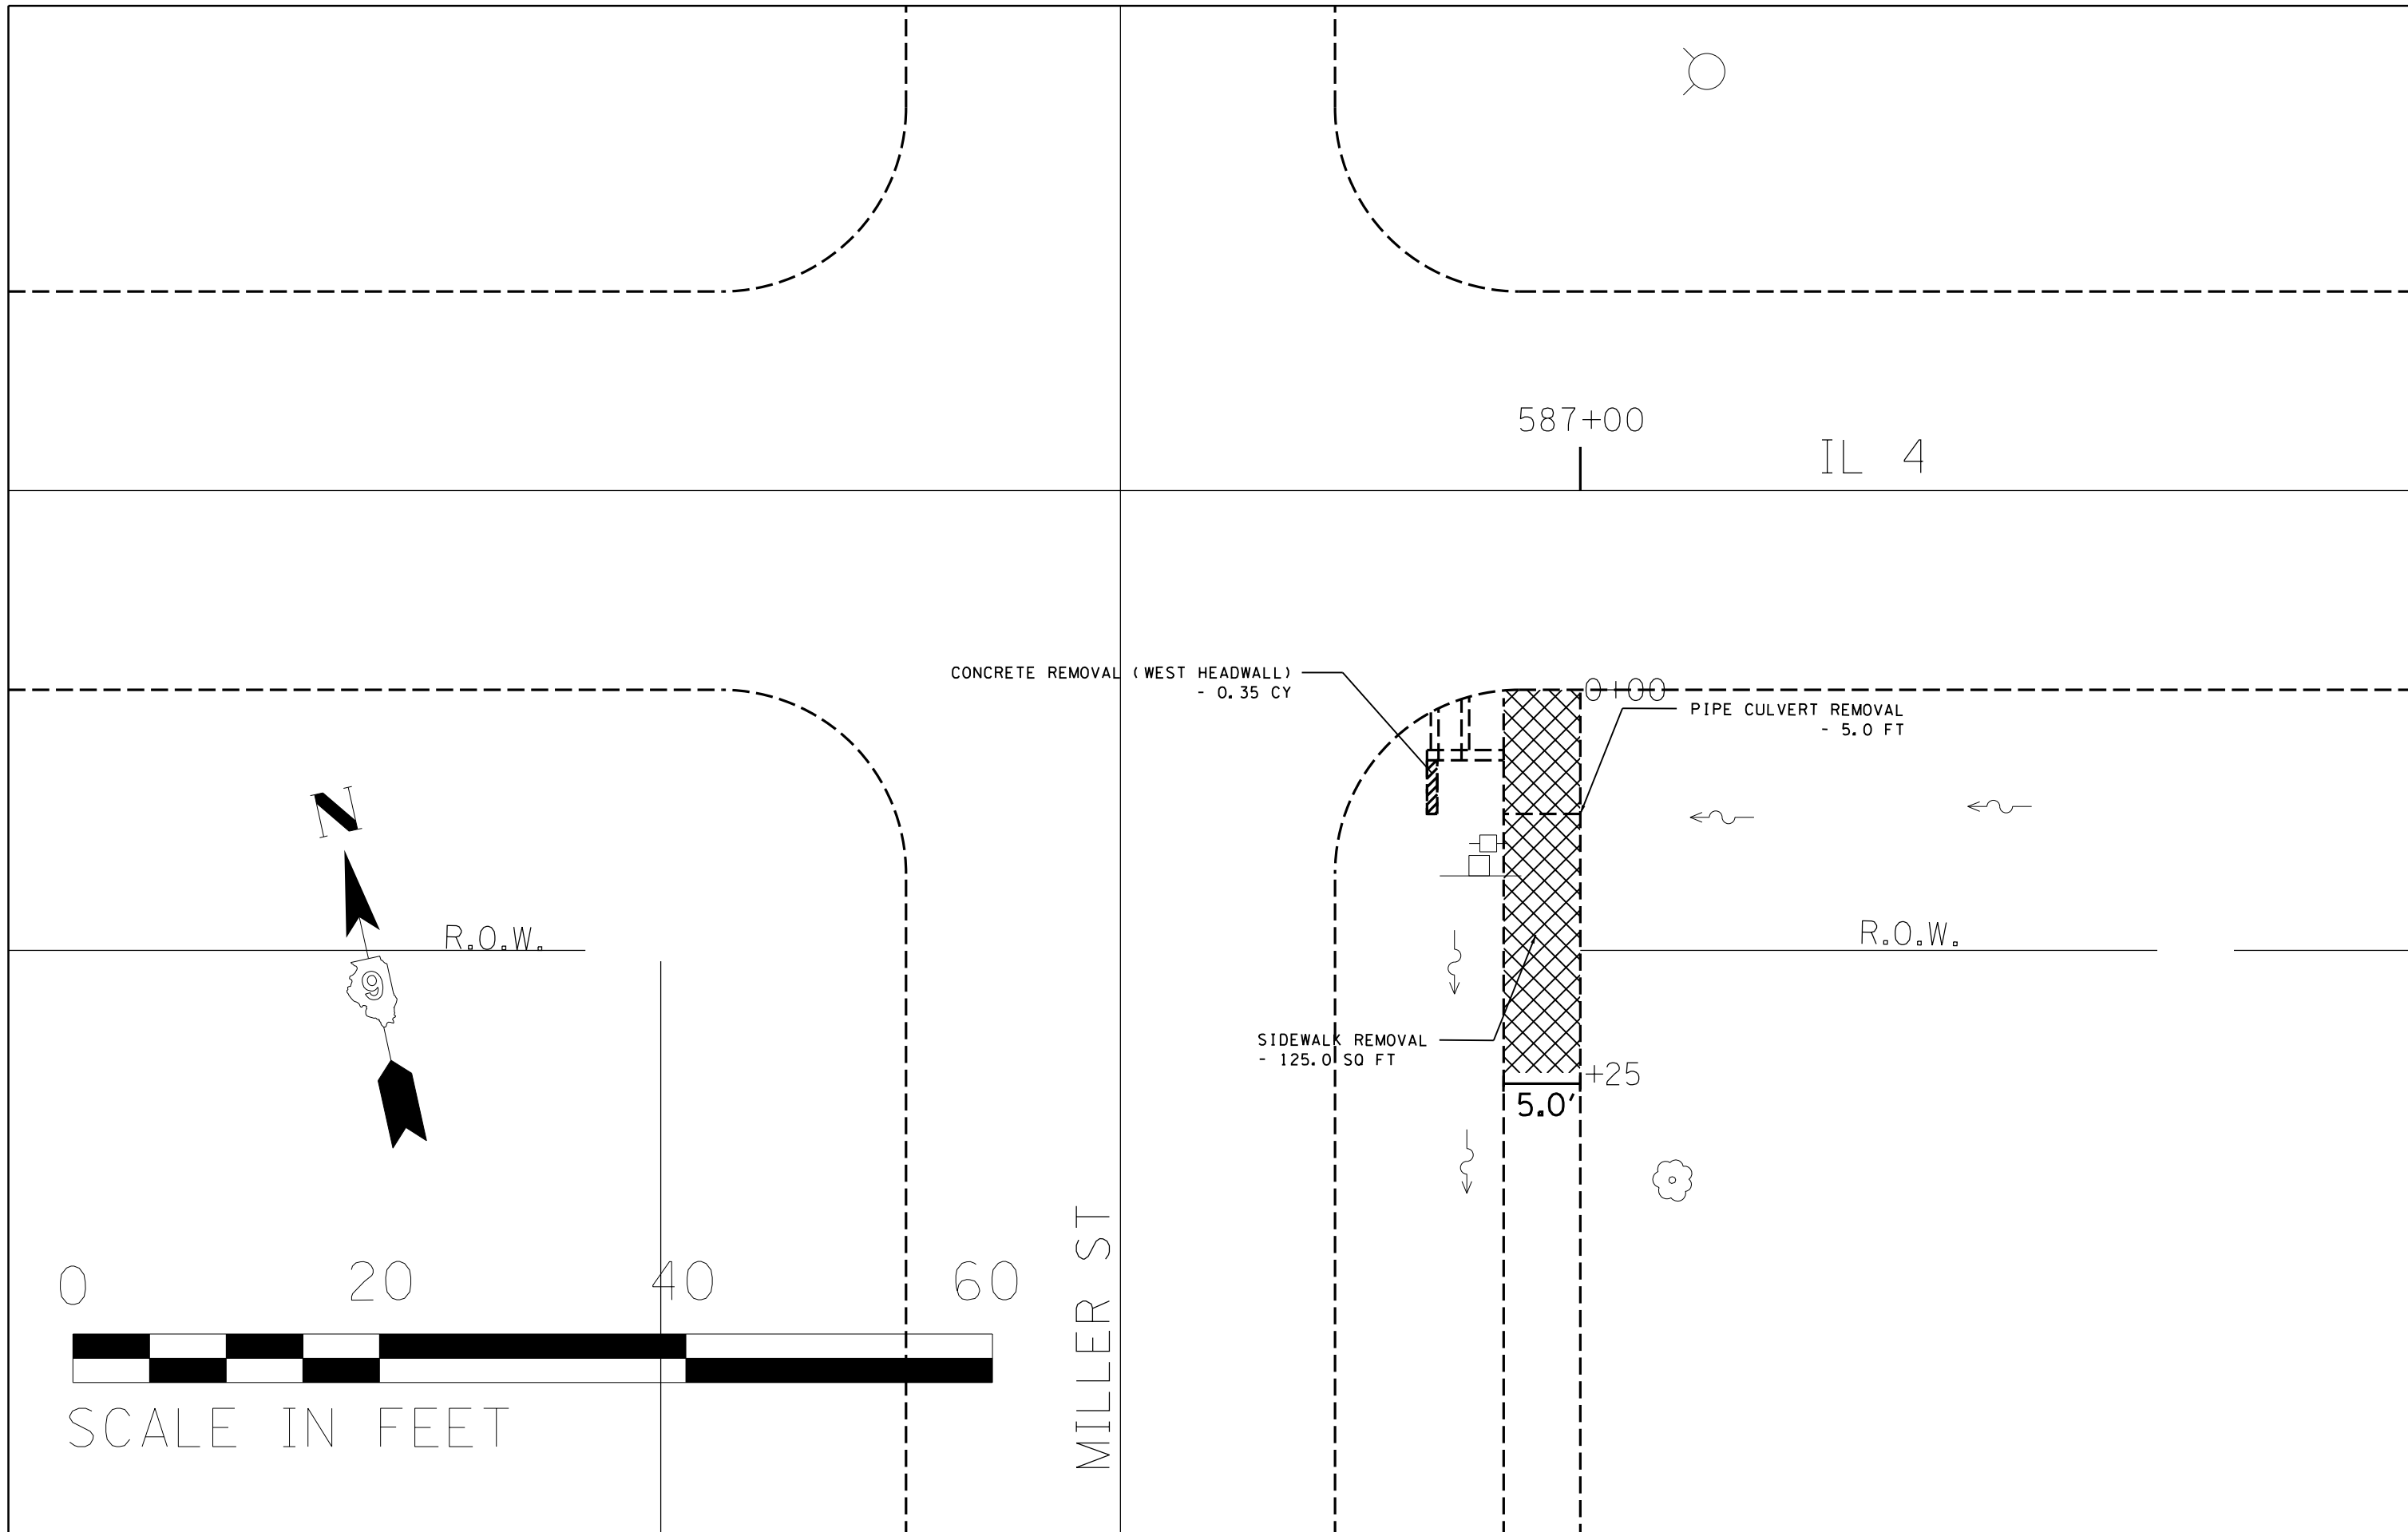 587+00
IL 4
CONCRETE REMOVAL (WEST HEADWALL)
- 0.35 CY
0+00
PIPE CULVERT REMOVAL
- 5.0 FT
N
R.O.W.
R.O.W.
9
SIDEWALK REMOVAL
- 125.0 SQ FT
+25
5.0'
MILLER ST
0 20 40 60
SCALE IN FEET